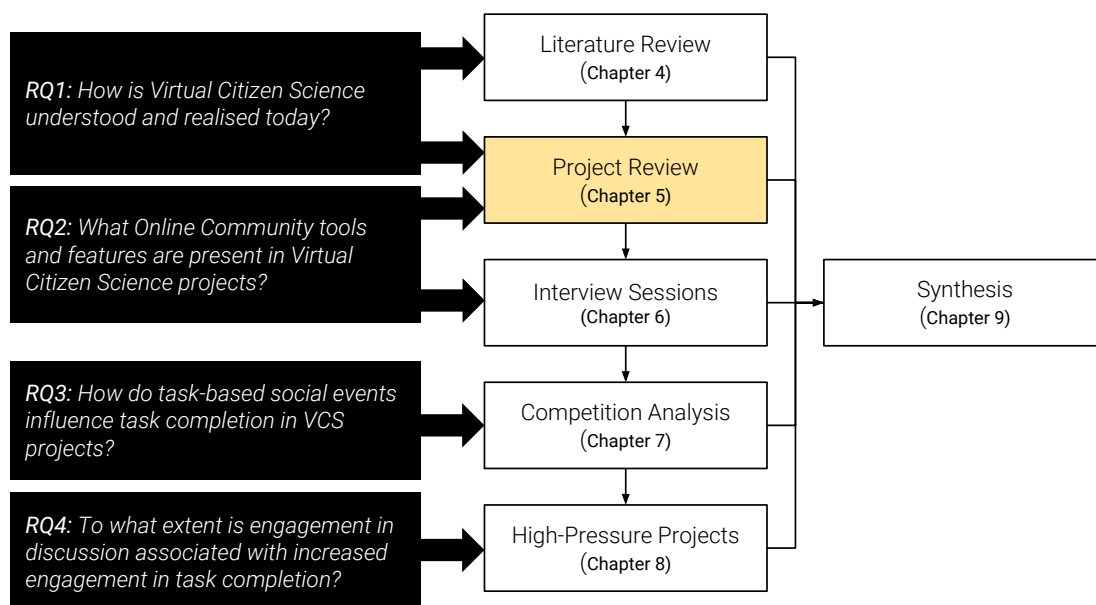 RQ1: How is Virtual Citizen Science
understood and realised today?
RQ2: What Online Community tools
and features are present in Virtual
Citizen Science projects?
RQ3: How do task-based social events
influence task completion in VCS
projects?
RQ4: To what extent is engagement in
discussion associated with increased
engagement in task completion?
Literature Review
(Chapter 4)
Project Review
(Chapter 5)
Interview Sessions
(Chapter 6)
Competition Analysis
(Chapter 7)
High-Pressure Projects
(Chapter 8)
Synthesis
(Chapter 9)